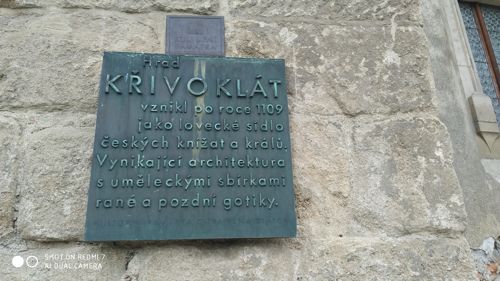 Hrad
KŘIVOKLÁT
vznikl po roce 1109
jako lovecké sídlo
českých knížat a králů.
Vynikající architektura
s uměleckými sbírkami
rané a pozdní gotiky.
SHOT ON REDMI 7
AI DUAL CAMERA